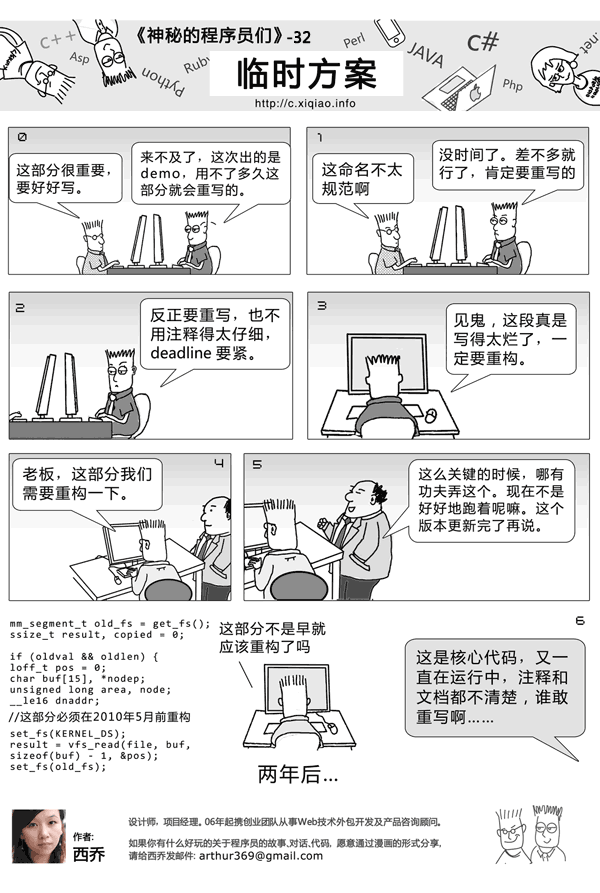 《神秘的程序员们》-32
C++
Asp
Python
Ruby
Perl
JAVA
C#
Php
.net
临时方案
http://c.xiqiao.info
0
这部分很重要，
要好好写。
来不及了，这次出的是
demo，用不了多久这
部分就会重写的。
1
这命名不太
规范啊
没时间了。差不多就
行了，肯定要重写的
2
反正要重写，也不
用注释得太仔细，
deadline 要紧。
3
见鬼，这段真是
写得太烂了，一
定要重构。
4
老板，这部分我们
需要重构一下。
5
这么关键的时候，哪有
功夫弄这个。现在不是
好好地跑着呢嘛。这个
版本更新完了再说。
mm_segment_t old_fs = get_fs();
ssize_t result, copied = 0;
if (oldval && oldlen) {
loff_t pos = 0;
char buf[15], *nodep;
unsigned long area, node;
__le16 dnaddr;
//这部分必须在2010年5月前重构
set_fs(KERNEL_DS);
result = vfs_read(file, buf,
sizeof(buf) - 1, &pos);
set_fs(old_fs);
这部分不是早就
应该重构了吗
两年后...
6
这是核心代码，又一
直在运行中，注释和
文档都不清楚，谁敢
重写啊……
作者:
西乔
设计师，项目经理。06年起携创业团队从事Web技术外包开发及产品咨询顾问。
如果你有什么好玩的关于程序员的故事、对话、代码，愿意通过漫画的形式分享，
请给西乔发邮件: arthur369@gmail.com